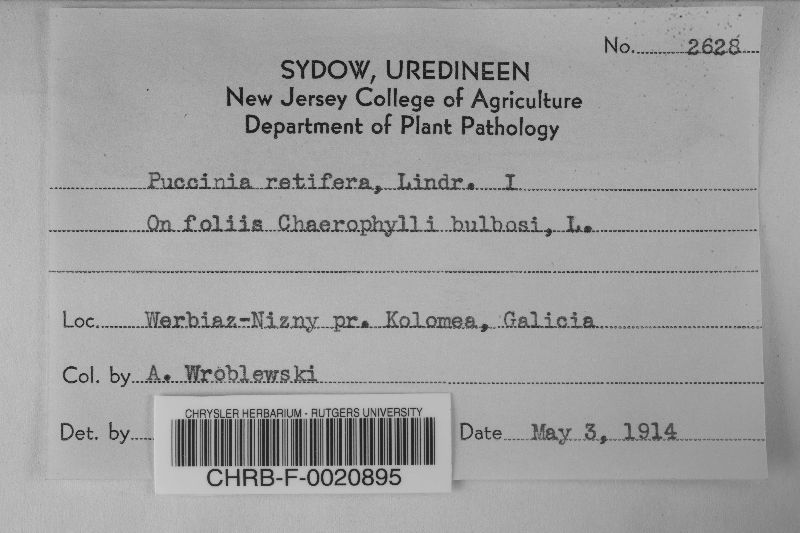 No. 2628
SYDOW, UREDINEEN
New Jersey College of Agriculture
Department of Plant Pathology
Puccinia retifera, Lindr. I
On foliis Chaerophylli bulbosi, L.
Loc. Werbiaz-Nizny pr. Kolomea, Galicia
Col. by A. Wroblewski
Det. by
Date May 3, 1914
CHRYSLER HERBARIUM - RUTGERS UNIVERSITY
CHRB-F-0020895